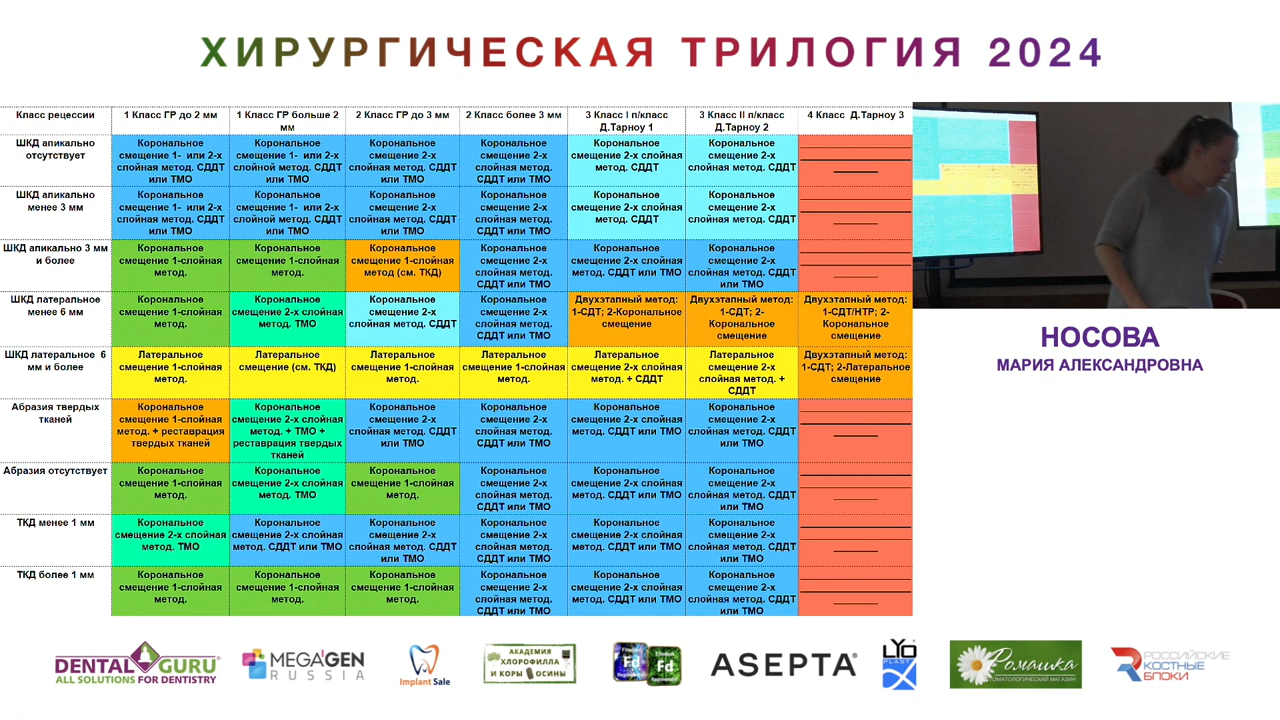 ХИРУРГИЧЕСКАЯ ТРИЛОГИЯ 2024
Класс рецессии
1 Класс ГР до 2 мм
1 Класс ГР больше 2
мм
2 Класс ГР до 3 мм
2 Класс более 3 мм
3 Класс I п/класс
Д.Тарноу 1
3 Класс II п/класс
Д.Тарноу 2
4 Класс Д.Тарноу 3
ШКД апикально
отсутствует
Корональное
смещение 1- или 2-х
слойная метод. СДДТ
или ТМО
Корональное
смещение 1- или 2-х
слойной метод. СДДТ
или ТМО
Корональное
смещение 2-х
слойная метод. СДДТ
или ТМО
Корональное
смещение 2-х
слойная метод.
СДДТ или ТМО
Корональное
смещение 2-х слойная
метод. СДДТ
Корональное
смещение 2-х
слойная метод. СДДТ
ШКД апикально
менее 3 мм
Корональное
смещение 1- или 2-х
слойная метод. СДДТ
или ТМО
Корональное
смещение 1- или 2-х
слойной метод. СДДТ
или ТМО
Корональное
смещение 2-х
слойная метод. СДДТ
или ТМО
Корональное
смещение 2-х
слойная метод.
СДДТ или ТМО
Корональное
смещение 2-х слойная
метод. СДДТ
Корональное
смещение 2-х
слойная метод. СДДТ
ШКД апикально 3 мм
и более
Корональное
смещение 1-слойная
метод.
Корональное
смещение 1-слойная
метод.
Корональное
смещение 1-слойная
метод (см. ТКД)
Корональное
смещение 2-х
слойная метод.
СДДТ или ТМО
Корональное
смещение 2-х слойная
метод. СДДТ или ТМО
Корональное
смещение 2-х
слойная метод. СДДТ
или ТМО
ШКД латеральное
менее 6 мм
Корональное
смещение 1-слойная
метод.
Корональное
смещение 2-х слойная
метод. ТМО
Корональное
смещение 2-х
слойная метод. СДДТ
Корональное
смещение 2-х
слойная метод.
СДДТ или ТМО
Двухэтапный метод:
1-СДТ; 2-Корональное
смещение
Двухэтапный метод:
1-СДТ; 2-
Корональное
смещение
Двухэтапный метод:
1-СДТ/НТР; 2-
Корональное
смещение
ШКД латеральное 6
мм и более
Латеральное
смещение 1-слойная
метод.
Латеральное
смещение (см. ТКД)
Латеральное
смещение 1-слойная
метод.
Латеральное
смещение 1-слойная
метод.
Латеральное
смещение 2-х слойная
метод. + СДДТ
Латеральное
смещение 2-х
слойная метод. +
СДДТ
Двухэтапный метод:
1-СДТ; 2-Латеральное
смещение
Абразия твердых
тканей
Корональное
смещение 1-слойная
метод. + реставрация
твердых тканей
Корональное
смещение 2-х слойная
метод. + ТМО +
реставрация твердых
тканей
Корональное
смещение 2-х
слойная метод. СДДТ
или ТМО
Корональное
смещение 2-х
слойная метод.
СДДТ или ТМО
Корональное
смещение 2-х слойная
метод. СДДТ или ТМО
Корональное
смещение 2-х
слойная метод. СДДТ
или ТМО
Абразия отсутствует
Корональное
смещение 1-слойная
метод.
Корональное
смещение 2-х слойная
метод. ТМО
Корональное
смещение 1-слойная
метод.
Корональное
смещение 2-х
слойная метод.
СДДТ или ТМО
Корональное
смещение 2-х слойная
метод. СДДТ или ТМО
Корональное
смещение 2-х
слойная метод. СДДТ
или ТМО
ТКД менее 1 мм
Корональное
смещение 2-х слойная
метод. ТМО
Корональное
смещение 2-х слойная
метод. СДДТ или ТМО
Корональное
смещение 2-х
слойная метод. СДДТ
или ТМО
Корональное
смещение 2-х
слойная метод.
СДДТ или ТМО
Корональное
смещение 2-х слойная
метод. СДДТ или ТМО
Корональное
смещение 2-х
слойная метод. СДДТ
или ТМО
ТКД более 1 мм
Корональное
смещение 1-слойная
метод.
Корональное
смещение 1-слойная
метод.
Корональное
смещение 1-слойная
метод.
Корональное
смещение 2-х
слойная метод.
СДДТ или ТМО
Корональное
смещение 2-х слойная
метод. СДДТ или ТМО
Корональное
смещение 2-х
слойная метод. СДДТ
или ТМО
НОСОВА
МАРИЯ АЛЕКСАНДРОВНА
DENTAL GURU
ALL SOLUTIONS FOR DENTISTRY
MEGA'GEN
RUSSIA
Implant Sale
АКАДЕМИЯ
ХЛОРОФИЛЛА
И КОРЫ ОСИНЫ
Fd
Fd
ASEPTA®
LYO
PLAST
Ромашка
СТОМАТОЛОГИЧЕСКИЙ МАГАЗИН
РОССИЙСКИЕ
КОСТНЫЕ
БЛОКИ